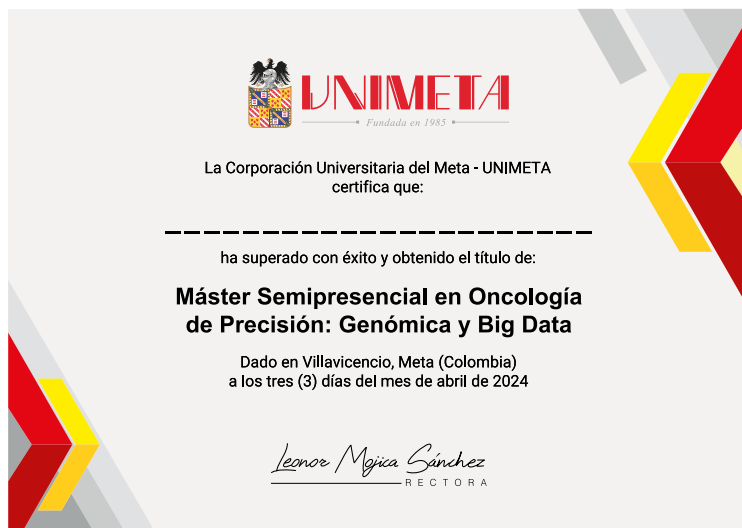 UNIMETA
Fundada en 1985
La Corporación Universitaria del Meta - UNIMETA
certifica que:
ha superado con éxito y obtenido el título de:
Máster Semipresencial en Oncología
de Precisión: Genómica y Big Data
Dado en Villavicencio, Meta (Colombia)
a los tres (3) días del mes de abril de 2024
Leonor Mojica Sánchez
RECTORA